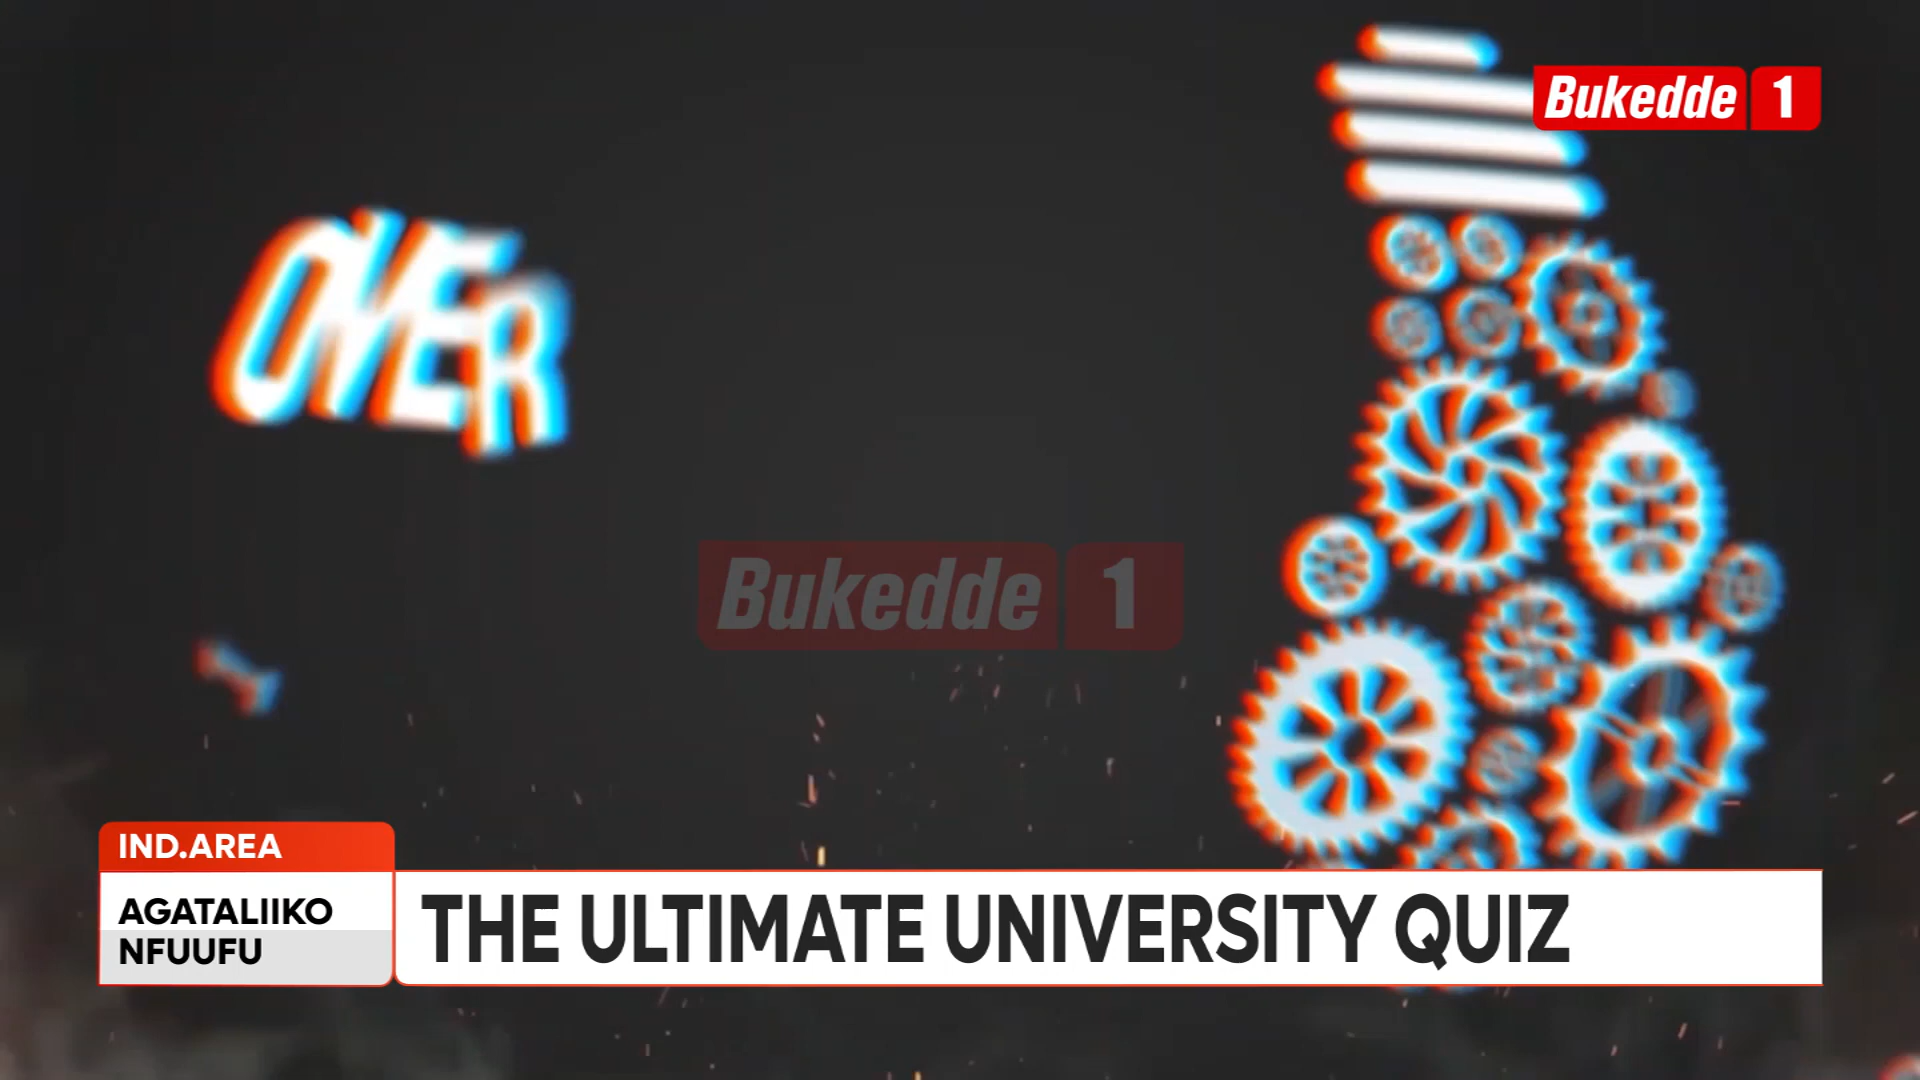 Bukedde 1
OVER
Bukedde 1
IND.AREA
AGATALIIKO
NFUUFU
THE ULTIMATE UNIVERSITY QUIZ